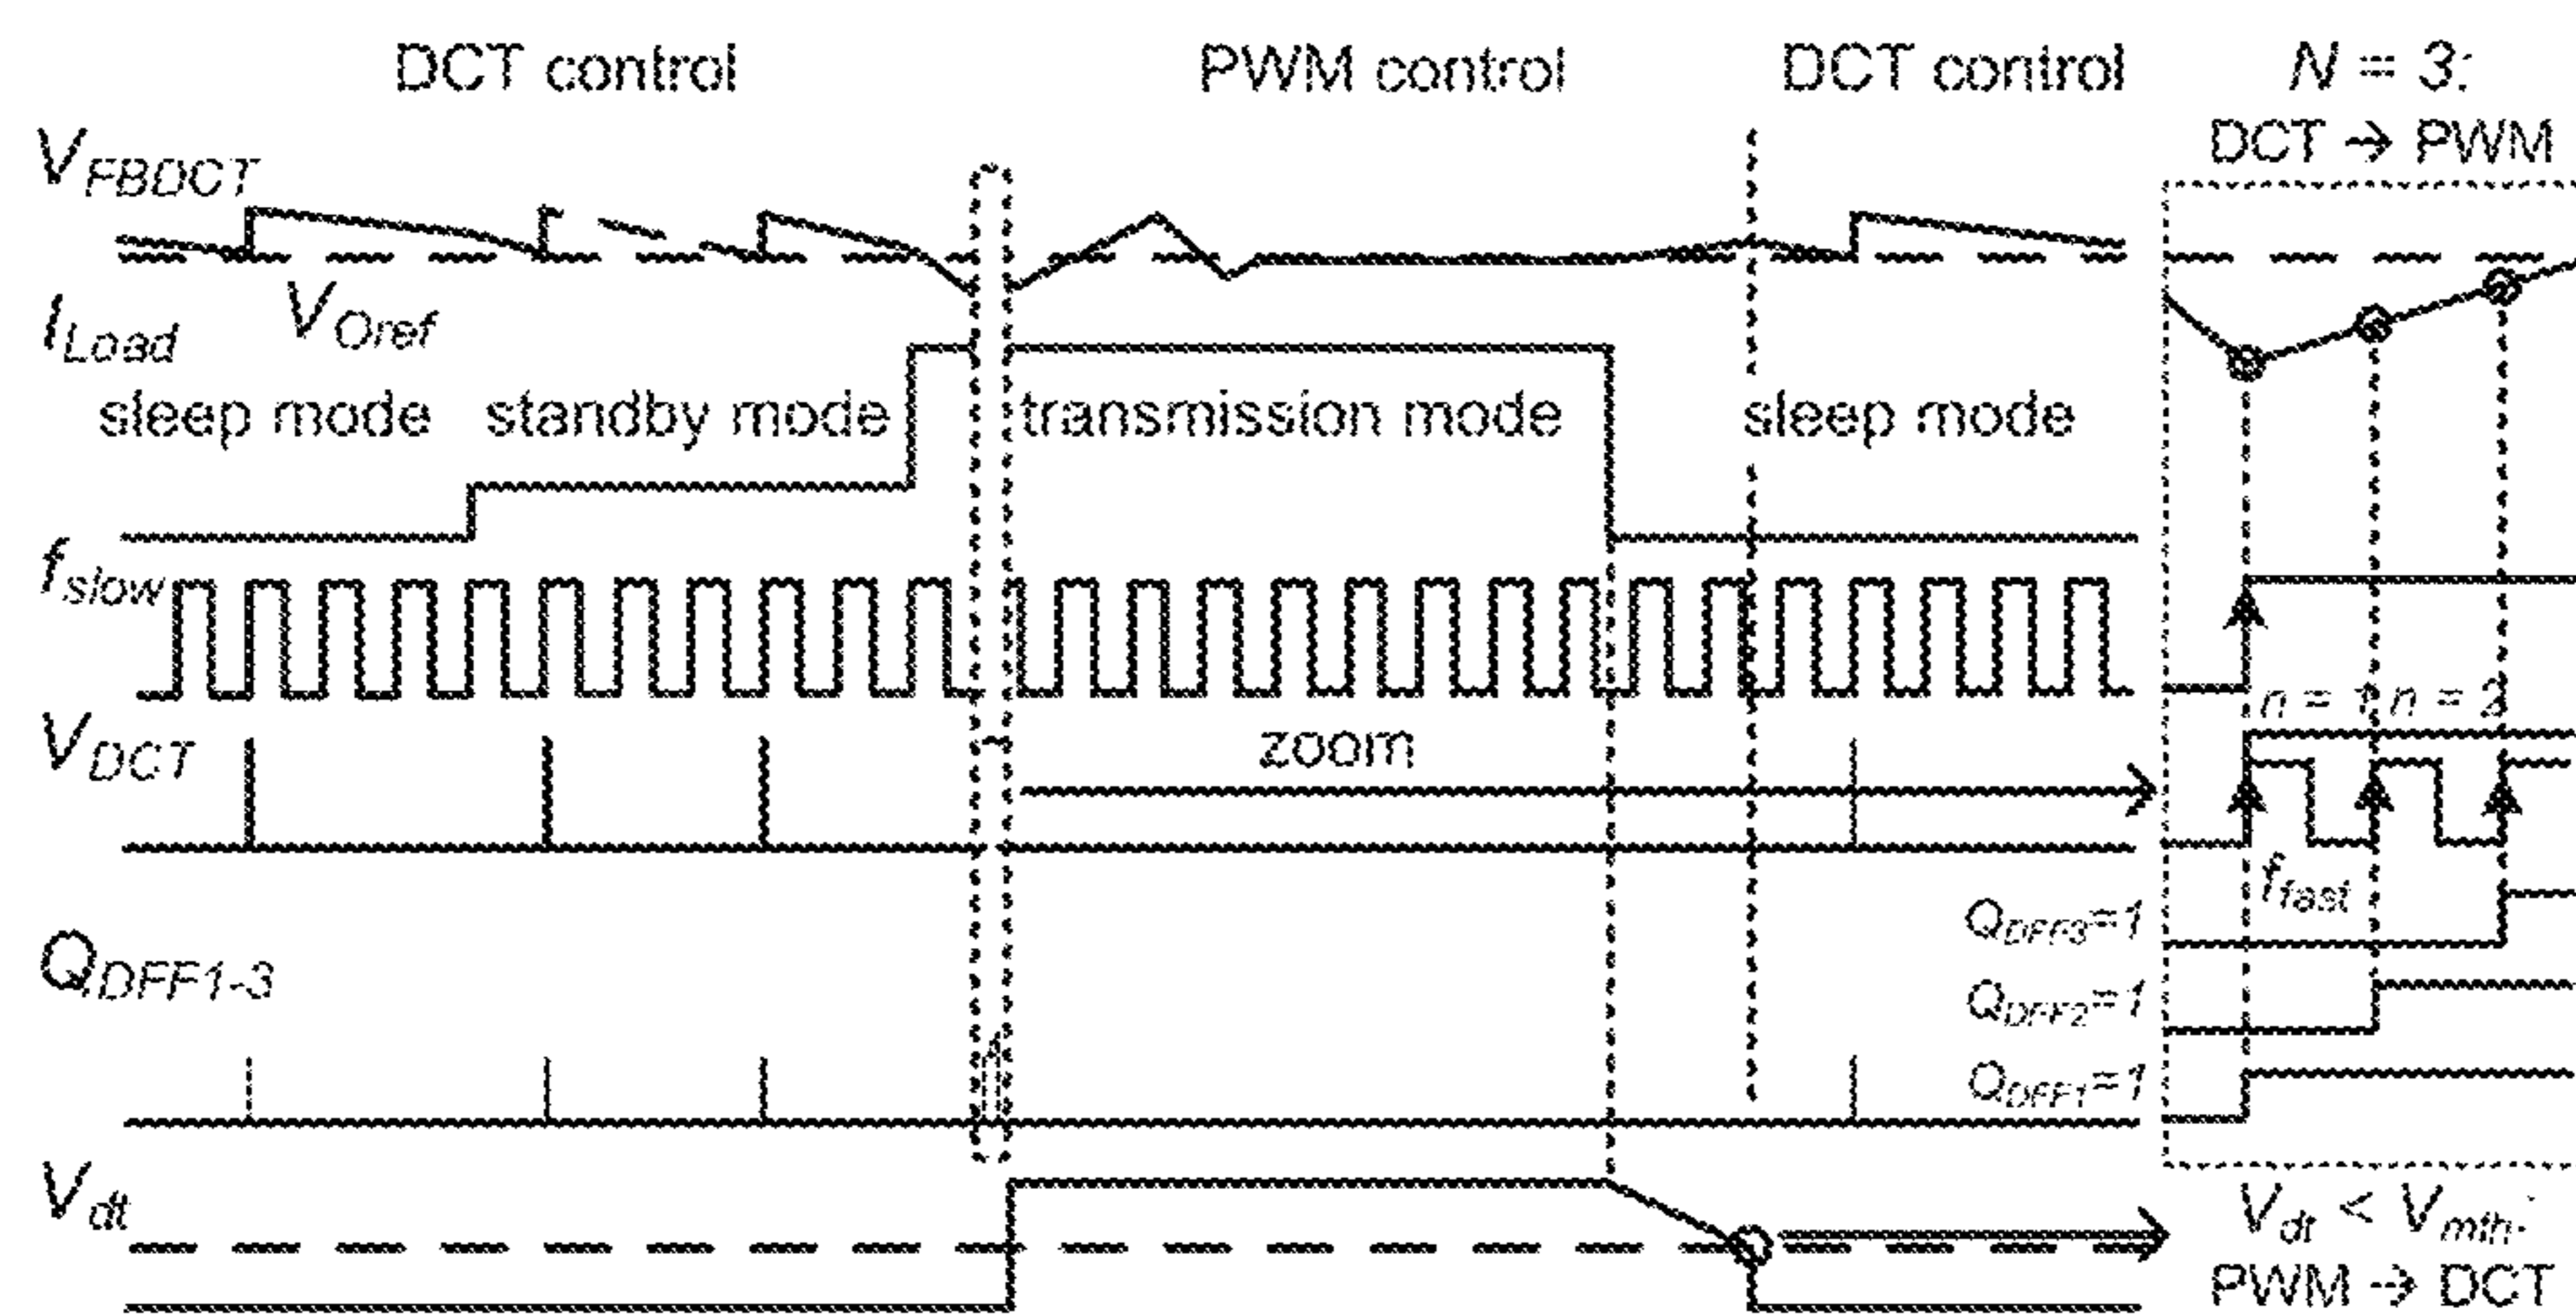 DCT control PWM control DCT control N = 3:
DCT → PWM
V_FBDCT
V_Oref
I_Load
sleep mode standby mode transmission mode sleep mode
f_slow
n = 1 n = 2
V_DCT
zoom
f_fast
Q_DFF3=1
Q_DFF1-3
Q_DFF2=1
Q_DFF1=1
V_dt
V_dt < V_mth:
PWM → DCT